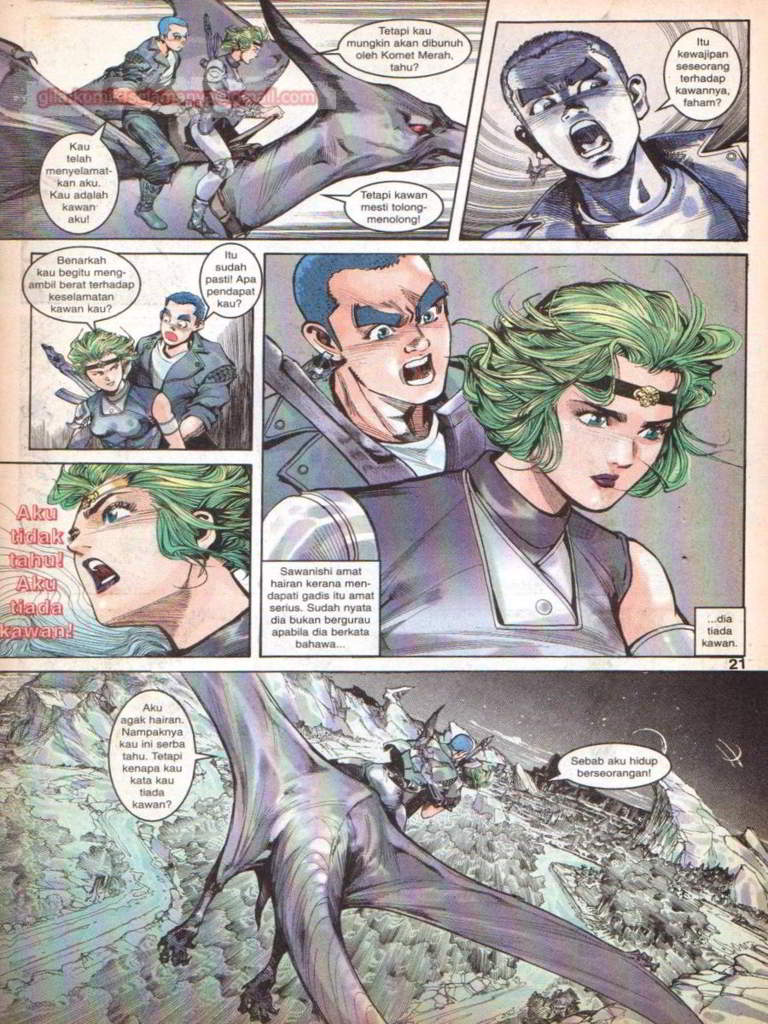 Tetapi kau
mungkin akan dibunuh
oleh Komet Merah,
tahu?
Kau
telah
menyelamat-
kan aku.
Kau adalah
kawan
aku!
Tetapi kawan
mesti tolong-
menolong!
Itu
kewajipan
seseorang
terhadap
kawannya,
faham?
Benarkah
kau begitu meng-
ambil berat terhadap
keselamatan
kawan kau?
Itu
sudah
pasti! Apa
pendapat
kau?
Aku
tidak
tahu!
Aku
tiada
kawan!
Sawanishi amat
hairan kerana men-
dapati gadis itu amat
serius. Sudah nyata
dia bukan bergurau
apabila dia berkata
bahawa...
...dia
tiada
kawan.
21
Aku
agak hairan.
Nampaknya
kau ini serba
tahu. Tetapi
kenapa kau
kata kau
tiada
kawan?
Sebab aku hidup
berseorangan!